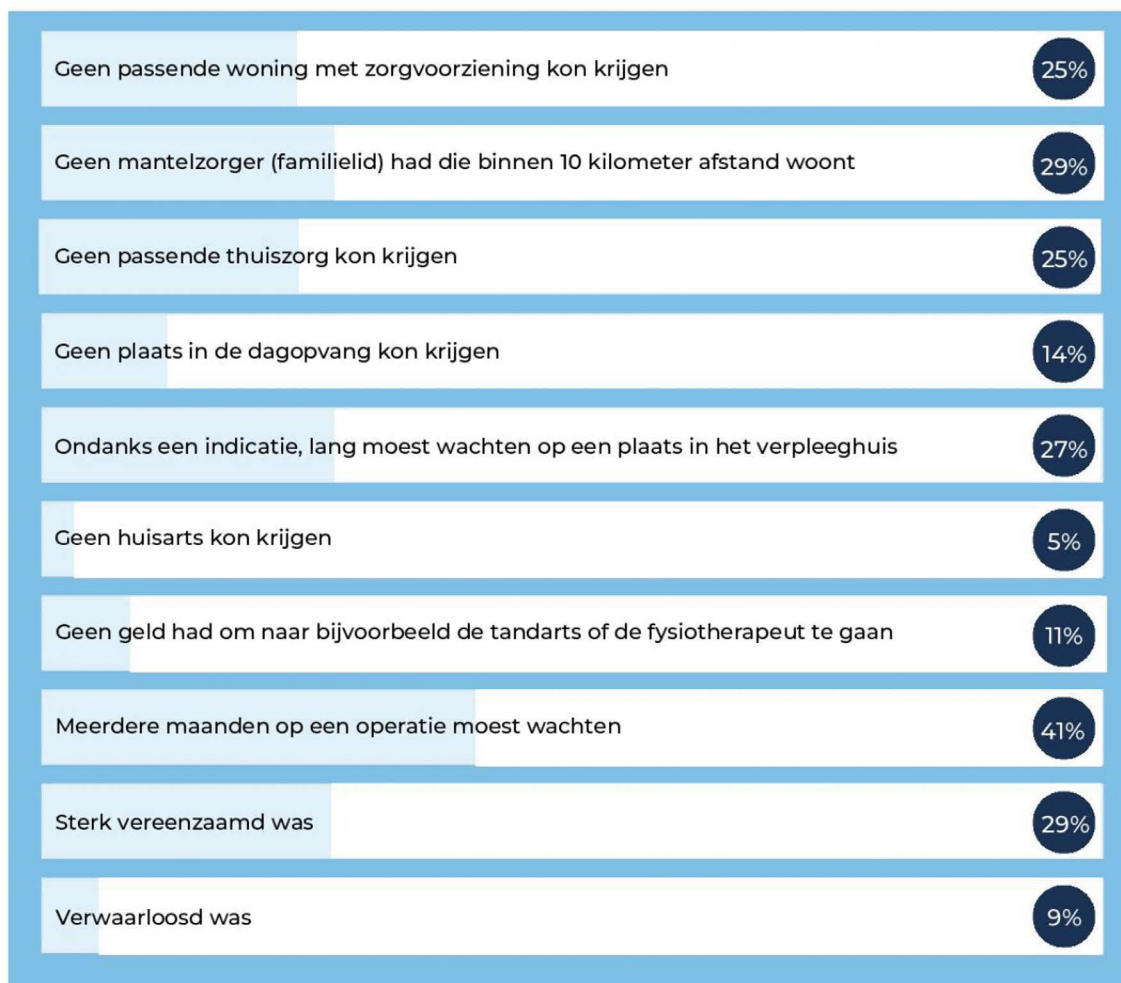 Geen passende woning met zorgvoorziening kon krijgen 25%
Geen mantelzorger (familielid) had die binnen 10 kilometer afstand woont 29%
Geen passende thuiszorg kon krijgen 25%
Geen plaats in de dagopvang kon krijgen 14%
Ondanks een indicatie, lang moest wachten op een plaats in het verpleeghuis 27%
Geen huisarts kon krijgen 5%
Geen geld had om naar bijvoorbeeld de tandarts of de fysiotherapeut te gaan 11%
Meerdere maanden op een operatie moest wachten 41%
Sterk vereenzaamd was 29%
Verwaarloosd was 9%